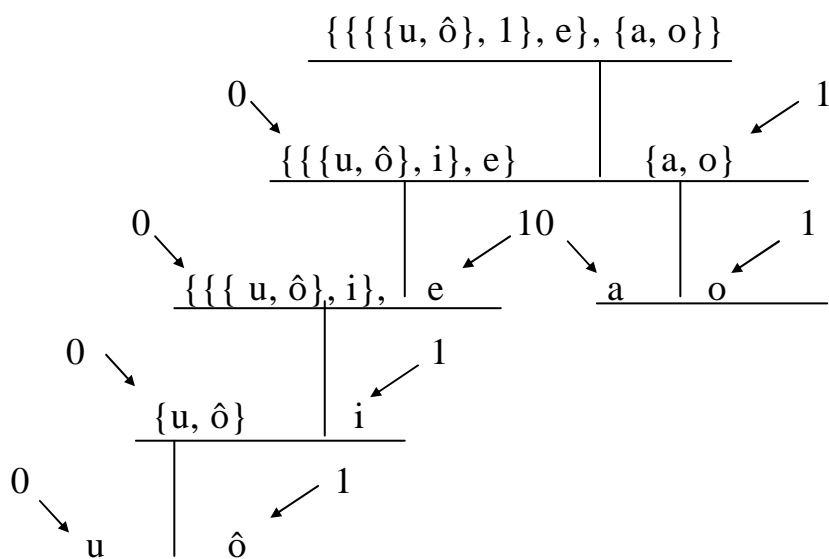 {{{{{u, ô}, 1}, e}, {a, o}}
0 1
{{{{u, ô}, i}, e} {a, o}
0 10 1
{{{ u, ô}, i}, e a o
0 1
{u, ô} i
0 1
u ô